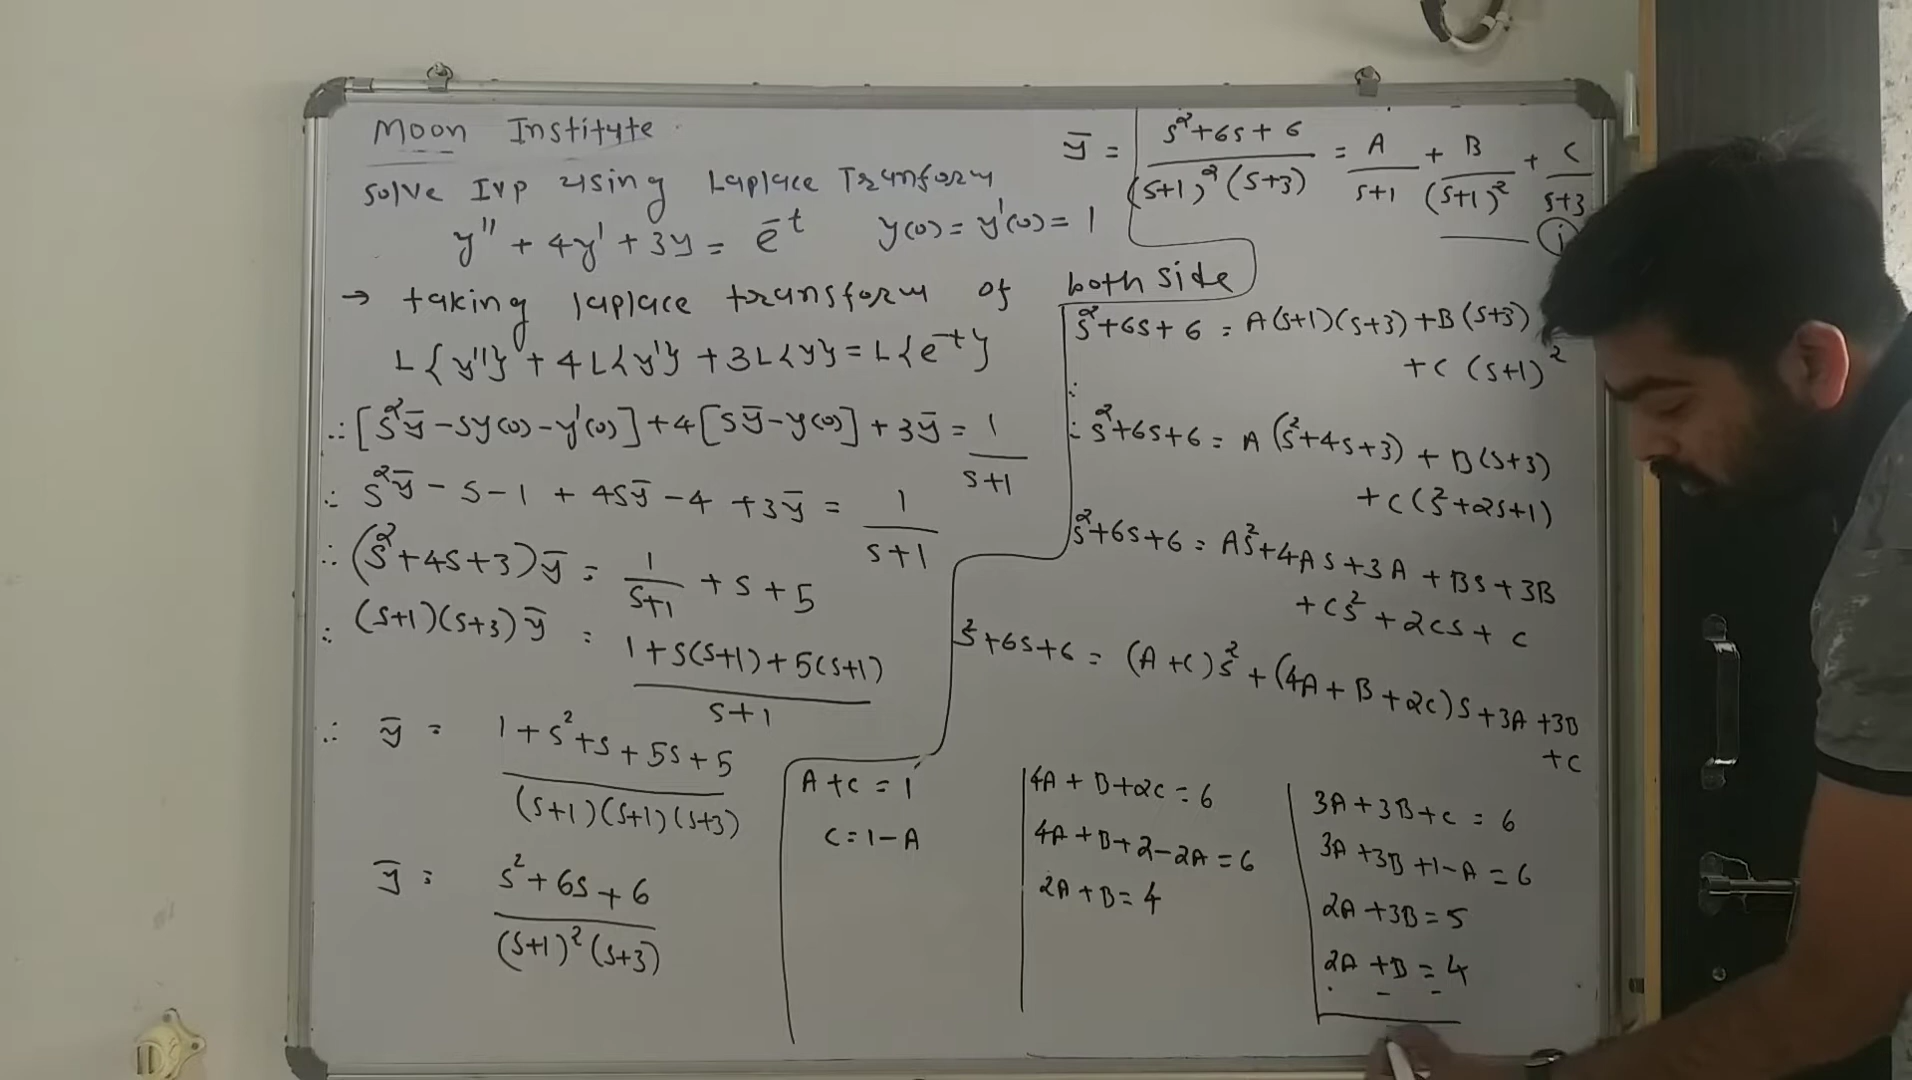 Moon Institute
Solve IVP using Laplace Transform
y'' + 4y' + 3y = e^-t y(0) = y'(0) = 1
→ taking laplace transform of both side
L{y''} + 4L{y'} + 3L{y} = L{e^-t}
∴ [s²ȳ - sy(0) - y'(0)] + 4[sȳ - y(0)] + 3ȳ = 1/(s+1)
∴ s²ȳ - s - 1 + 4sȳ - 4 + 3ȳ = 1/(s+1)
∴ (s² + 4s + 3)ȳ = 1/(s+1) + s + 5
∴ (s+1)(s+3)ȳ = (1 + s(s+1) + 5(s+1))/(s+1)
∴ ȳ = (1 + s² + s + 5s + 5)/((s+1)(s+1)(s+3))
ȳ = (s² + 6s + 6)/((s+1)²(s+3))
ȳ = (s² + 6s + 6)/((s+1)²(s+3)) = A/(s+1) + B/(s+1)² + C/(s+3)
—— (i)
s² + 6s + 6 = A(s+1)(s+3) + B(s+3)
+ C(s+1)²
∴ s² + 6s + 6 = A(s² + 4s + 3) + B(s+3)
+ C(s² + 2s + 1)
s² + 6s + 6 = As² + 4As + 3A + Bs + 3B
+ Cs² + 2Cs + C
s² + 6s + 6 = (A + C)s² + (4A + B + 2C)s + 3A + 3B
+ C
A + C = 1
C = 1 - A
4A + B + 2C = 6
4A + B + 2 - 2A = 6
2A + B = 4
3A + 3B + C = 6
3A + 3B + 1 - A = 6
2A + 3B = 5
2A + B = 4
- - -